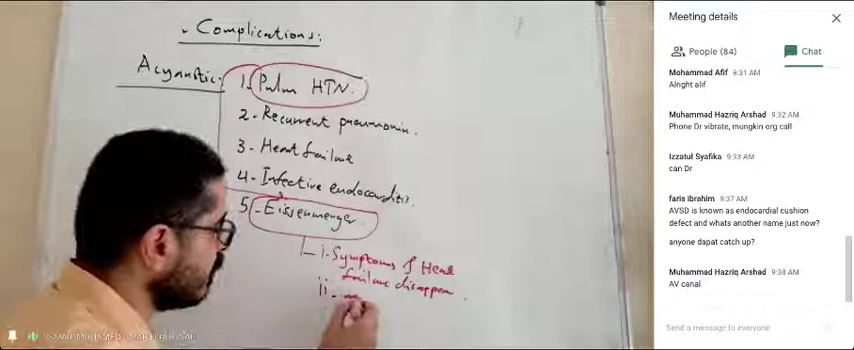 . Complications:
Acyanotic:
1. Pulm HTN.
2- Recurrent pneumonia.
3- Heart failure
4- Infective endocarditis.
5. Eissenmenger.
i. Symptoms of Heart
failure disappear.
ii -
Meeting details
People (84)
Chat
Mohammad Afif 9:31 AM
Alright alif
Muhammad Hazriq Arshad 9:32 AM
Phone Dr vibrate, mungkin org call
Izzatul Syafika 9:33 AM
can Dr
faris ibrahim 9:37 AM
AVSD is known as endocardial cushion
defect and whats another name just now?
anyone dapat catch up?
Muhammad Hazriq Arshad 9:38 AM
AV canal
Send a message to everyone